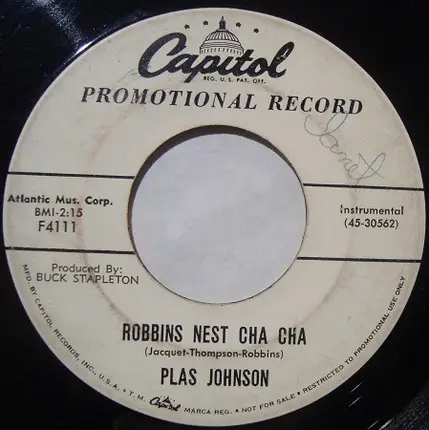 Capitol
REG. U.S. PAT. OFF.
PROMOTIONAL RECORD
Janet
Atlantic Mus. Corp.
BMI-2:15
F4111
Instrumental
(45-30562)
Produced By:
BUCK STAPLETON
ROBBINS NEST CHA CHA
(Jacquet-Thompson-Robbins)
PLAS JOHNSON
MFD. BY CAPITOL RECORDS, INC., U.S.A. • T.M. Capitol MARCA REG. • NOT FOR SALE • RESTRICTED TO PROMOTIONAL USE ONLY